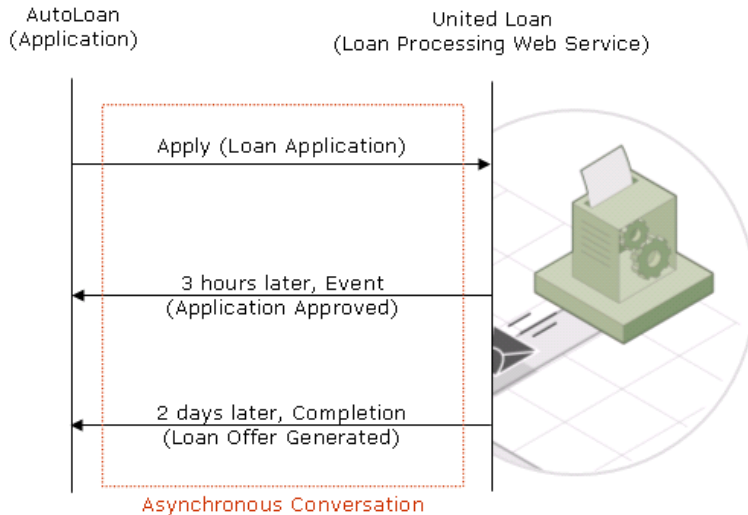 AutoLoan
(Application)
United Loan
(Loan Processing Web Service)
Apply (Loan Application)
3 hours later, Event
(Application Approved)
2 days later, Completion
(Loan Offer Generated)
Asynchronous Conversation